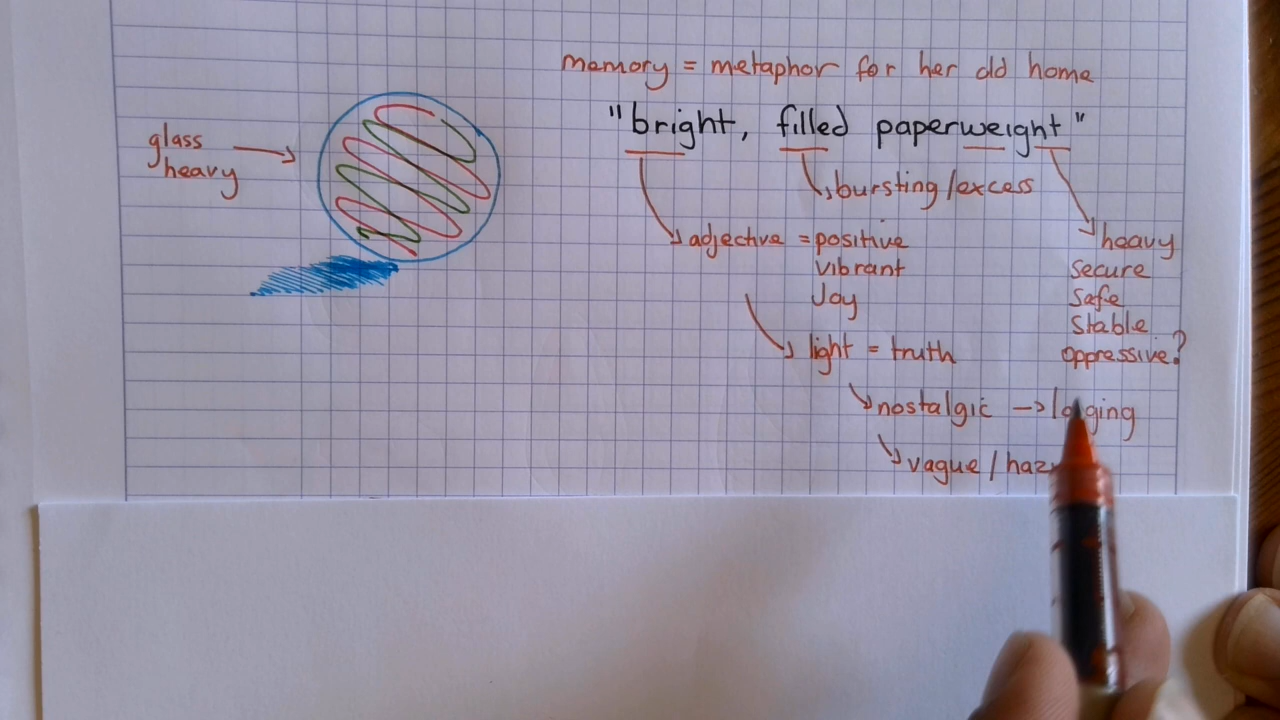 memory = metaphor for her old home
"bright, filled paperweight"
glass
heavy
bursting/excess
adjective = positive
vibrant
Joy
heavy
secure
safe
stable
oppressive?
light = truth
nostalgic → longing
vague / haz